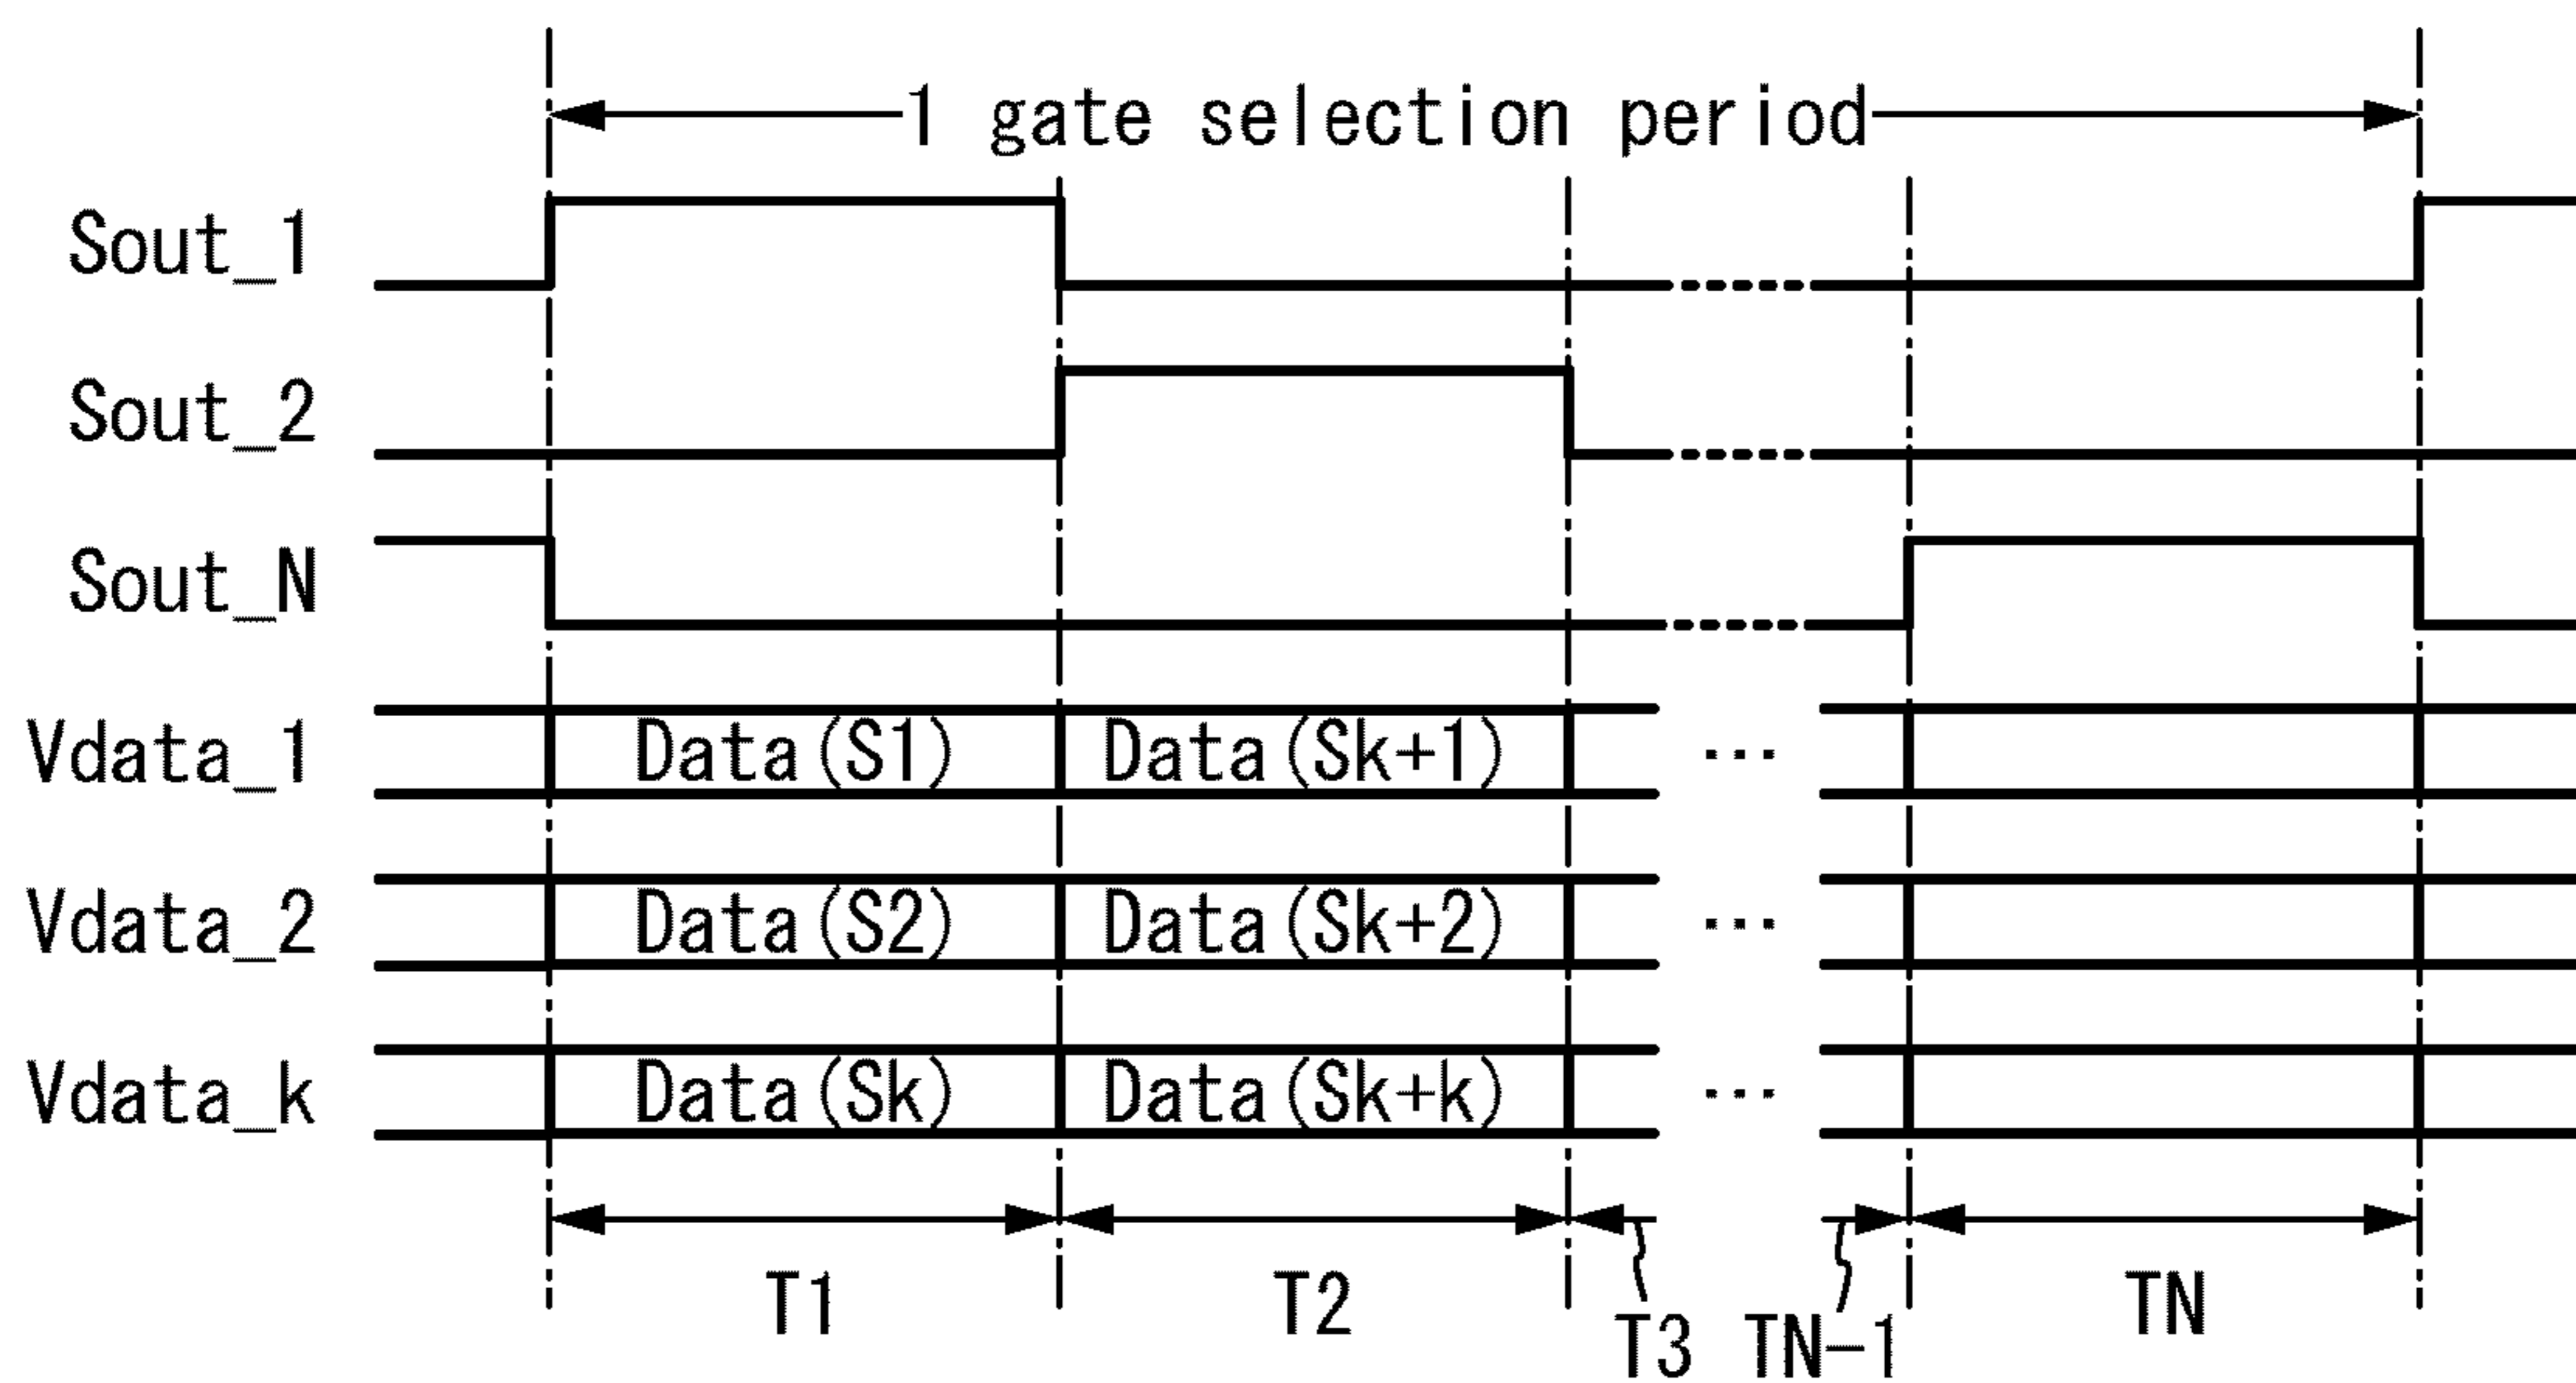 1 gate selection period
Sout_1
Sout_2
Sout_N
Vdata_1 Data(S1) Data(Sk+1) ...
Vdata_2 Data(S2) Data(Sk+2) ...
Vdata_k Data(Sk) Data(Sk+k) ...
T1 T2 T3 TN-1 TN